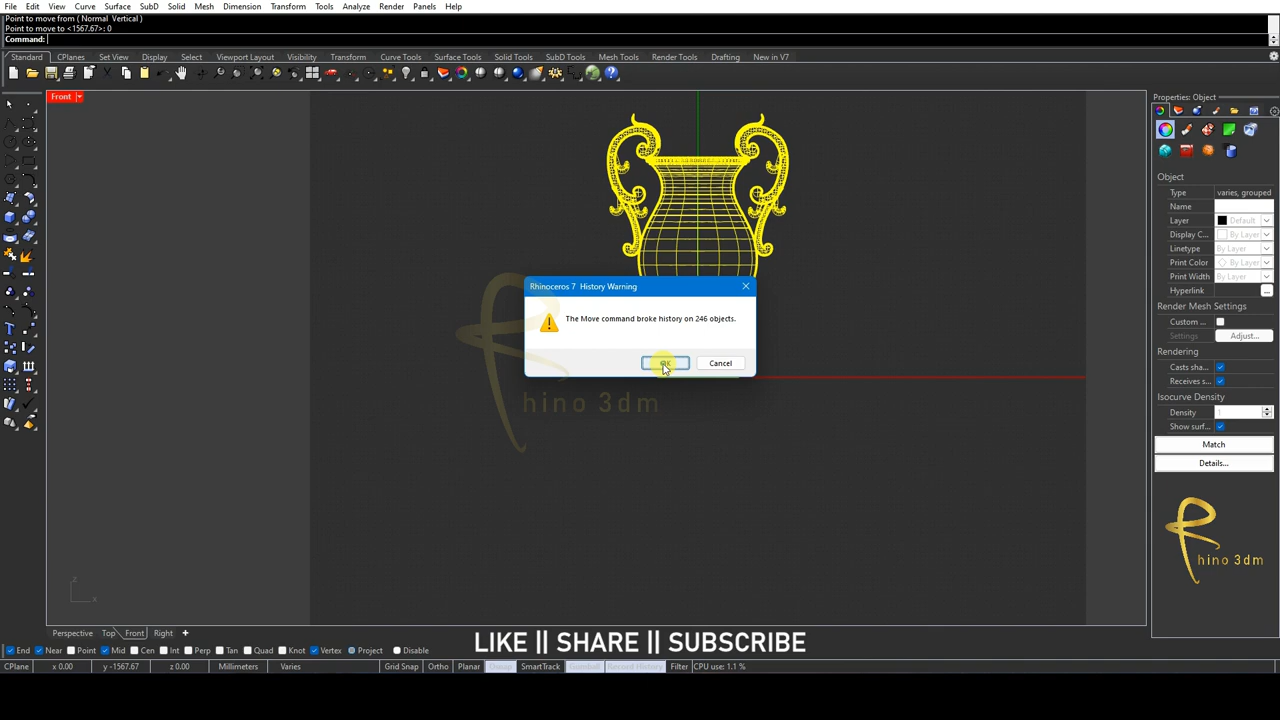 File Edit View Curve Surface SubD Solid Mesh Dimension Transform Tools Analyze Render Panels Help
Point to move from ( Normal Vertical )
Point to move to <1567.67>: 0
Command:
Standard CPlanes Set View Display Select Viewport Layout Visibility Transform Curve Tools Surface Tools Solid Tools SubD Tools Mesh Tools Render Tools Drafting New in V7
Front
Properties: Object
Object
Type varies, grouped
Name
Layer Default
Display C... By Layer
Linetype By Layer
Print Color By Layer
Print Width By Layer
Hyperlink ...
Render Mesh Settings
Custom ...
Settings Adjust...
Rendering
Casts sha...
Receives s...
Isocurve Density
Density 1
Show surf...
Match
Details...
Rhinoceros 7 History Warning
The Move command broke history on 246 objects.
OK Cancel
hino 3dm
hino 3dm
z
x
Perspective Top Front Right
LIKE || SHARE || SUBSCRIBE
End Near Point Mid Cen Int Perp Tan Quad Knot Vertex Project Disable
CPlane x 0.00 y -1567.67 z 0.00 Millimeters Varies Grid Snap Ortho Planar Osnap SmartTrack Gumball Record History Filter CPU use: 1.1 %